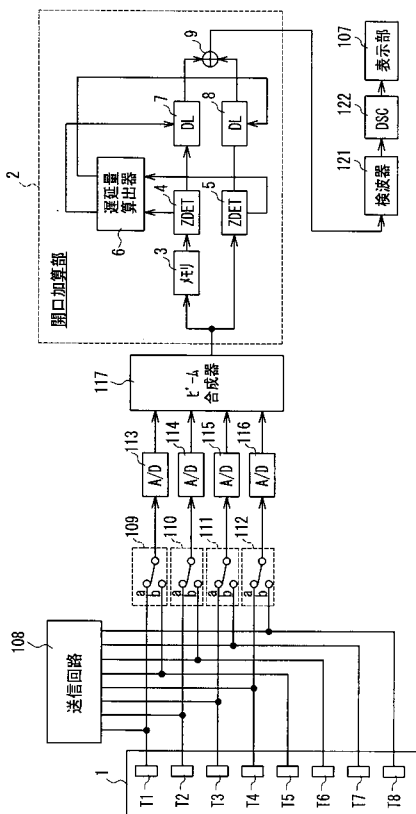 2
開口加算部
遅延量
算出器
6
7
DL
9
8
DL
4
ZDET
5
ZDET
3
メモリ
107
表示部
122
DSC
121
検波器
117
ビーム
合成器
113
A/D
114
A/D
115
A/D
116
A/D
109
a
b
110
a
b
111
a
b
112
a
b
108
送信回路
1
T1
T2
T3
T4
T5
T6
T7
T8